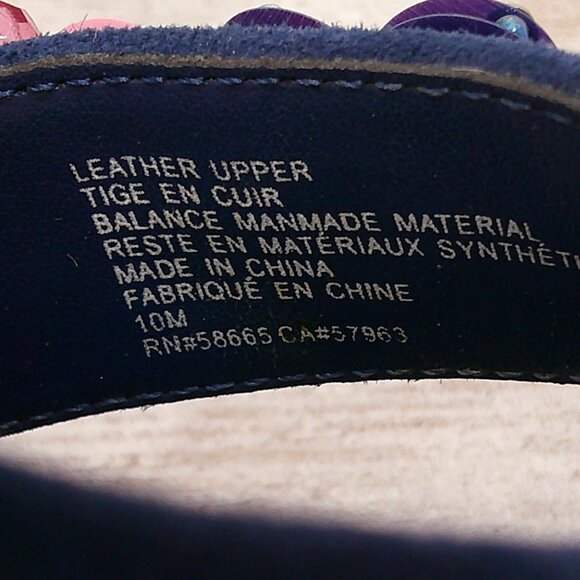 LEATHER UPPER
TIGE EN CUIR
BALANCE MANMADE MATERIAL
RESTE EN MATÉRIAUX
MADE IN CHINA
FABRIQUÉ EN CHINE
10M
RN#58665 CA#57963